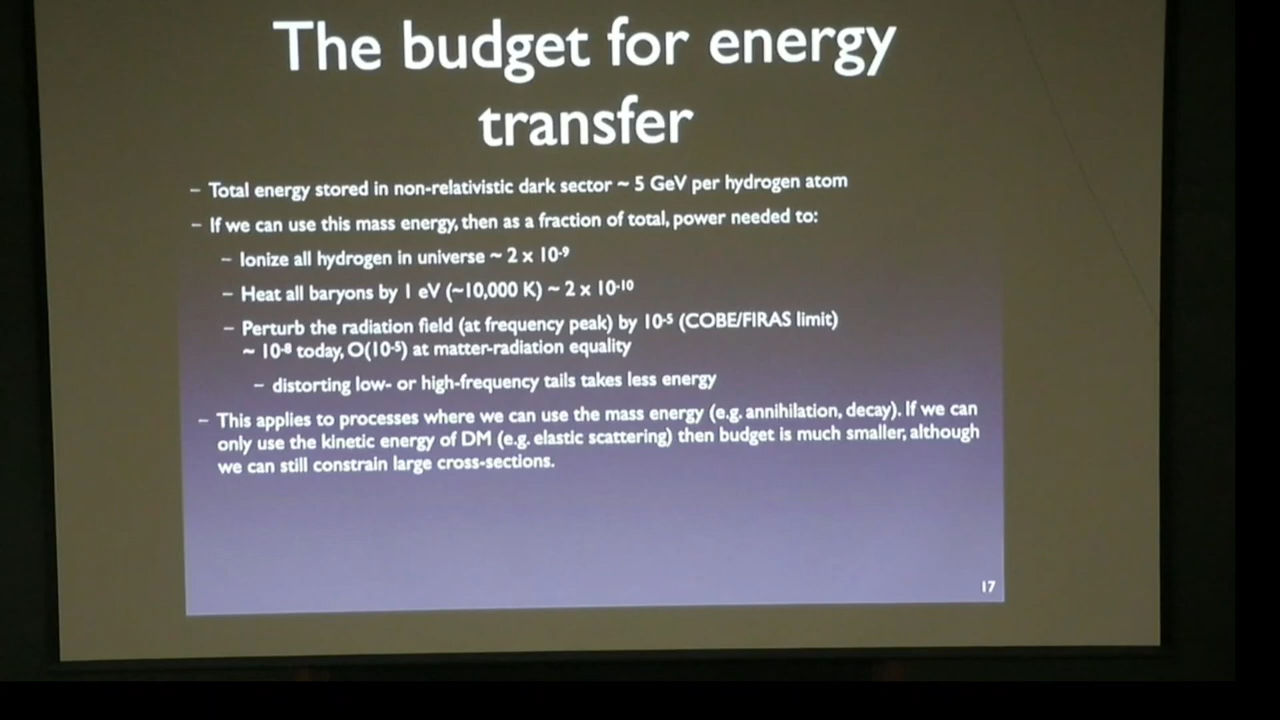 The budget for energy
transfer
– Total energy stored in non-relativistic dark sector ~ 5 GeV per hydrogen atom
– If we can use this mass energy, then as a fraction of total, power needed to:
– Ionize all hydrogen in universe ~ 2 x 10⁻⁹
– Heat all baryons by 1 eV (~10,000 K) ~ 2 x 10⁻¹⁰
– Perturb the radiation field (at frequency peak) by 10⁻⁵ (COBE/FIRAS limit)
~ 10⁻⁸ today, O(10⁻⁵) at matter-radiation equality
– distorting low- or high-frequency tails takes less energy
– This applies to processes where we can use the mass energy (e.g. annihilation, decay). If we can
only use the kinetic energy of DM (e.g. elastic scattering) then budget is much smaller, although
we can still constrain large cross-sections.
17